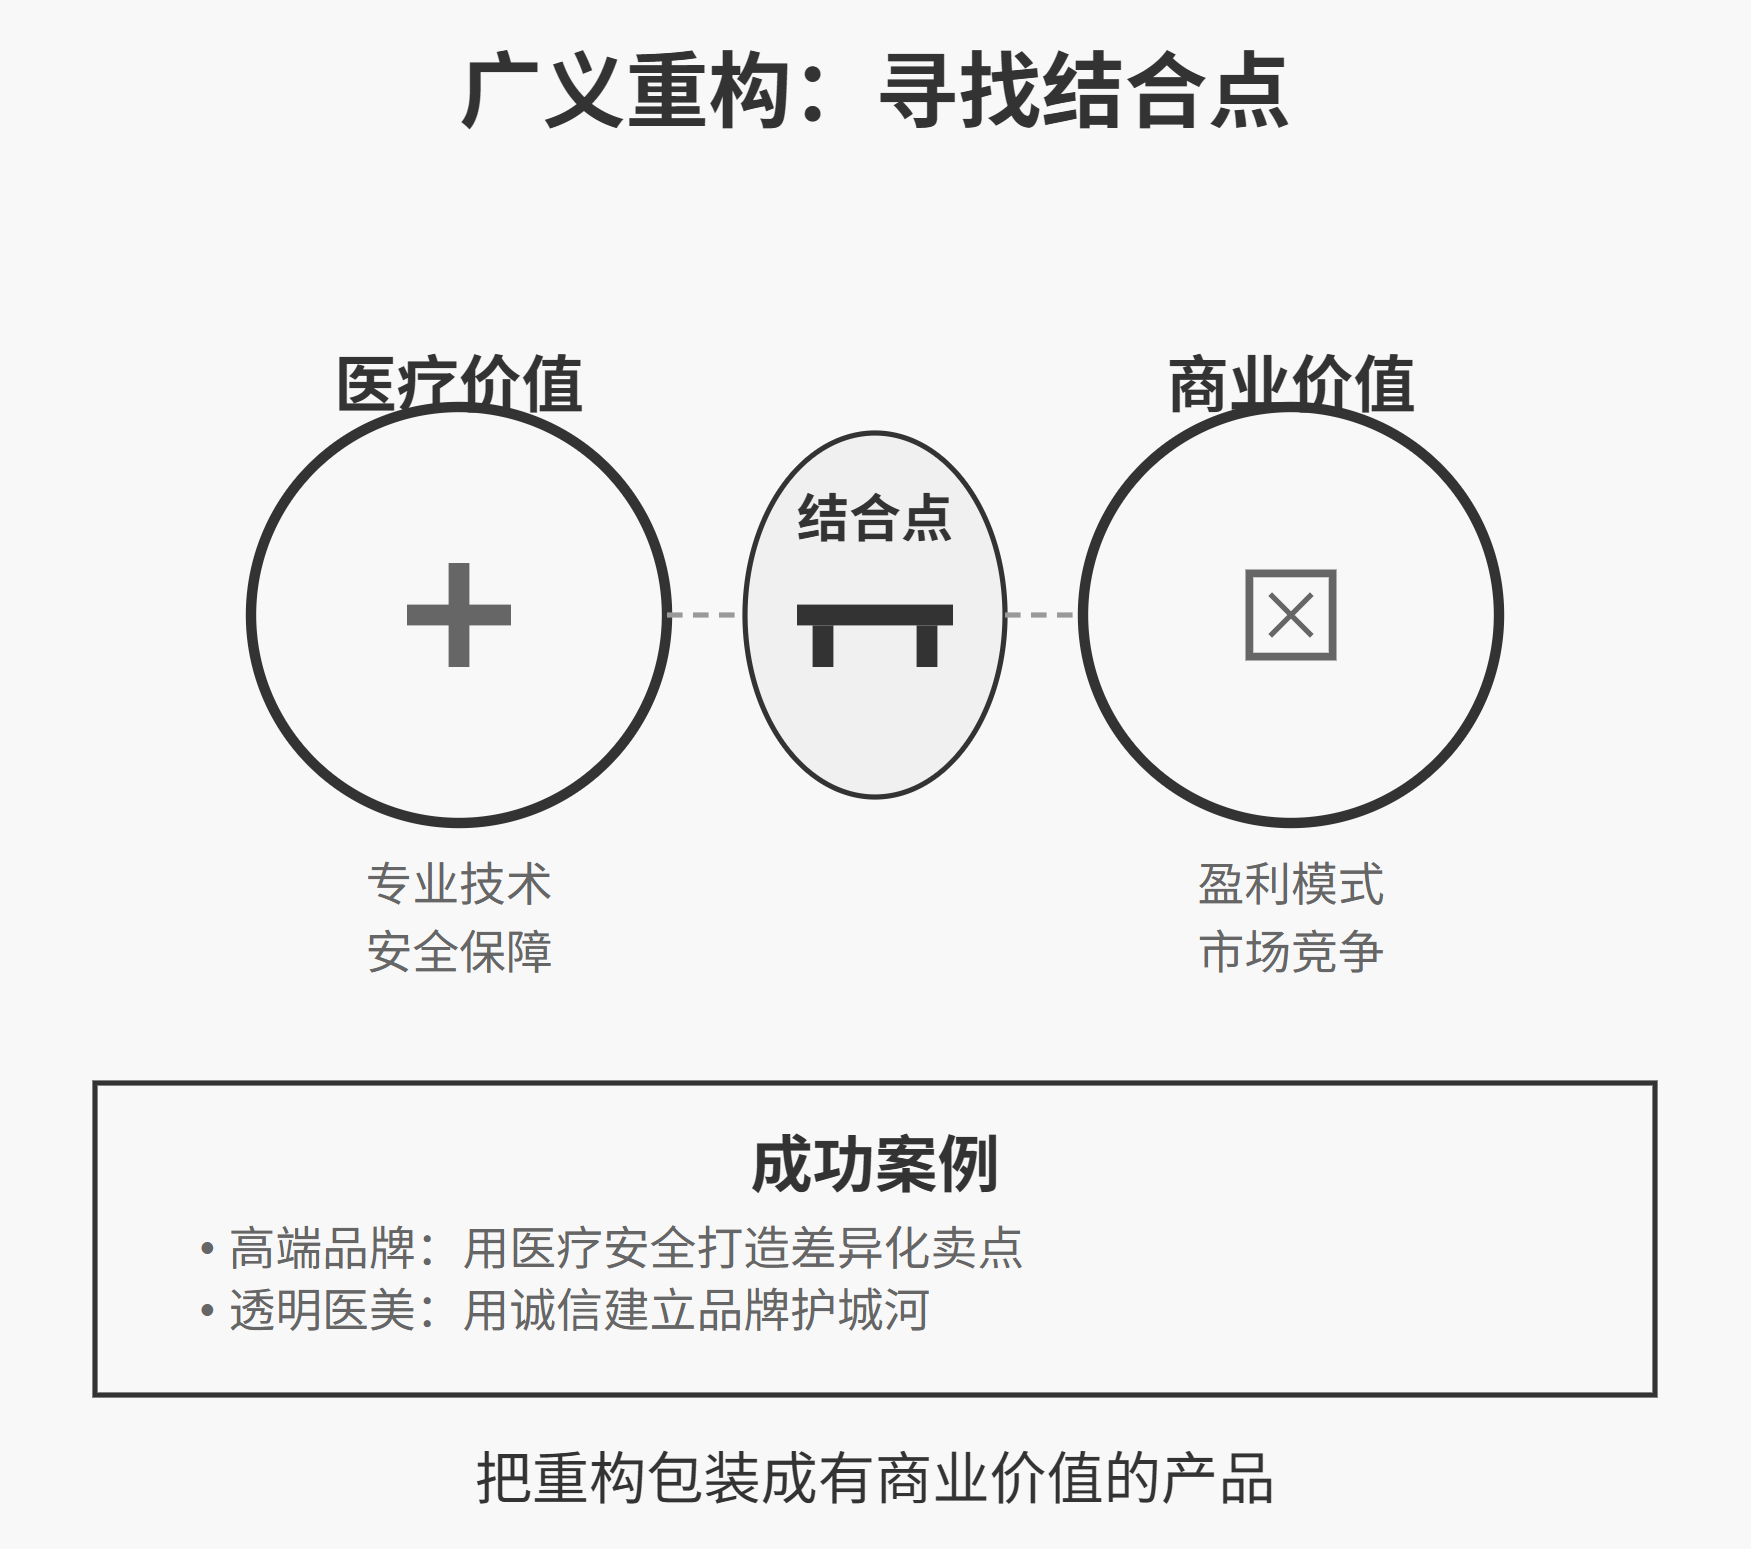 广义重构：寻找结合点
医疗价值
商业价值
结合点
专业技术
安全保障
盈利模式
市场竞争
成功案例
• 高端品牌：用医疗安全打造差异化卖点
• 透明医美：用诚信建立品牌护城河
把重构包装成有商业价值的产品